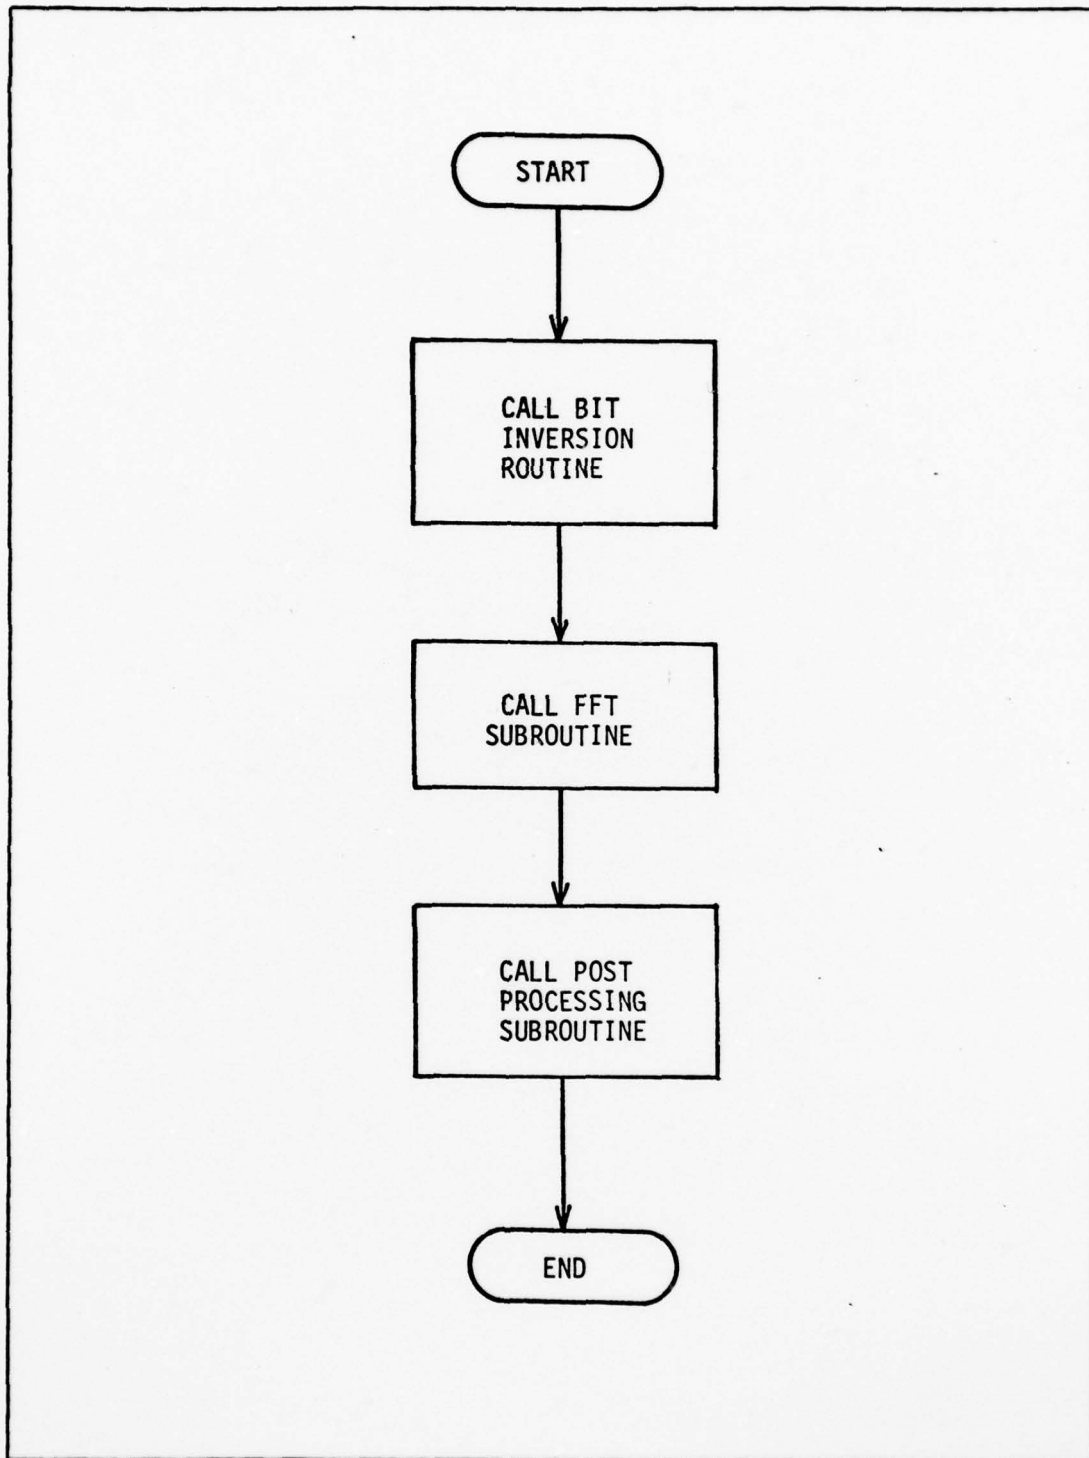 START
CALL BIT
INVERSION
ROUTINE
CALL FFT
SUBROUTINE
CALL POST
PROCESSING
SUBROUTINE
END